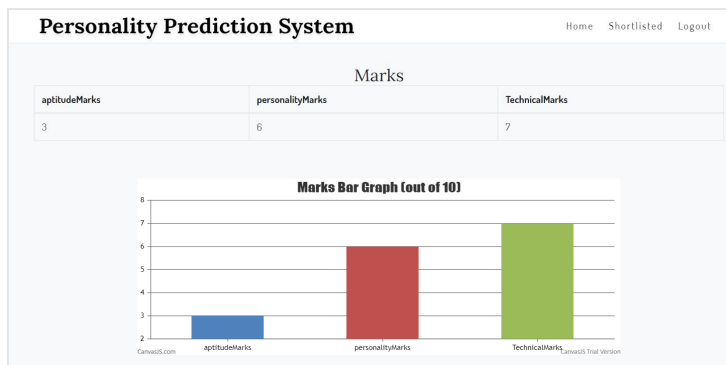 Personality Prediction System
Home Shortlisted Logout
Marks
aptitudeMarks personalityMarks TechnicalMarks
3 6 7
Marks Bar Graph (out of 10)
8
7
6
5
4
3
2
aptitudeMarks personalityMarks TechnicalMarks
CanvasJS.com CanvasJS Trial Version